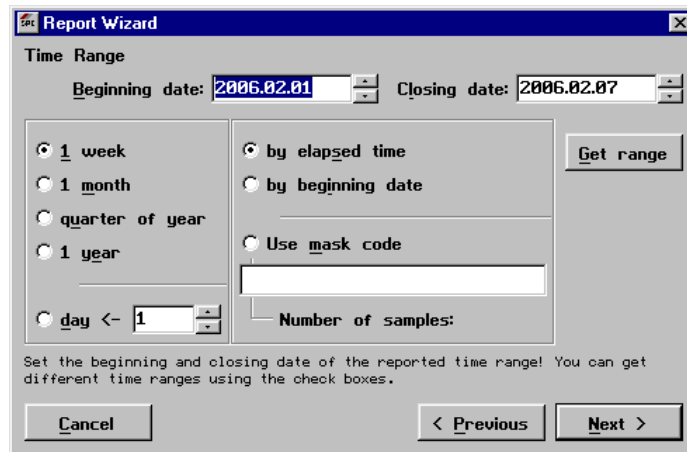 SPC Report Wizard
Time Range
Beginning date: 2006.02.01 Closing date: 2006.02.07
1 week
1 month
quarter of year
1 year
day <- 1
by elapsed time
by beginning date
Use mask code
Number of samples:
Get range
Set the beginning and closing date of the reported time range! You can get
different time ranges using the check boxes.
Cancel < Previous Next >